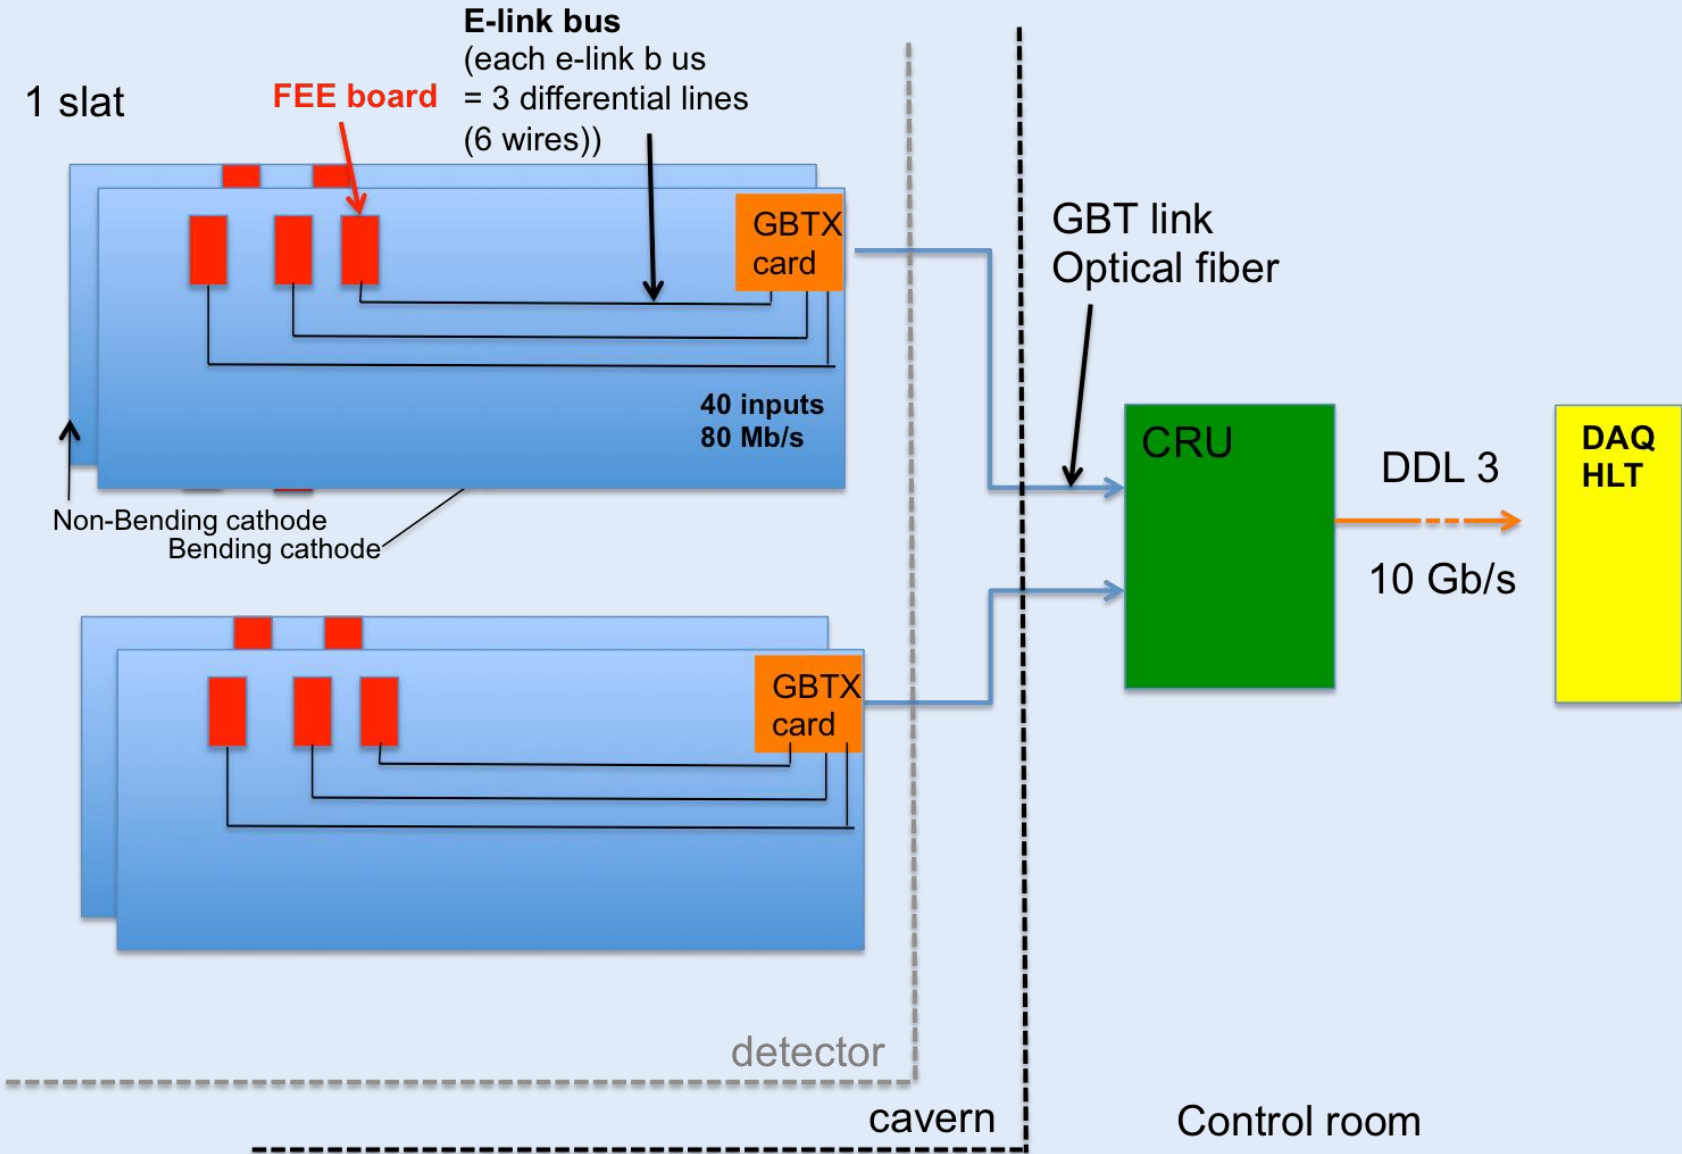 E-link bus
(each e-link b us
= 3 differential lines
(6 wires))
1 slat
FEE board
GBTX
card
40 inputs
80 Mb/s
Non-Bending cathode
Bending cathode
GBT link
Optical fiber
CRU
DDL 3
10 Gb/s
DAQ
HLT
GBTX
card
detector
cavern
Control room